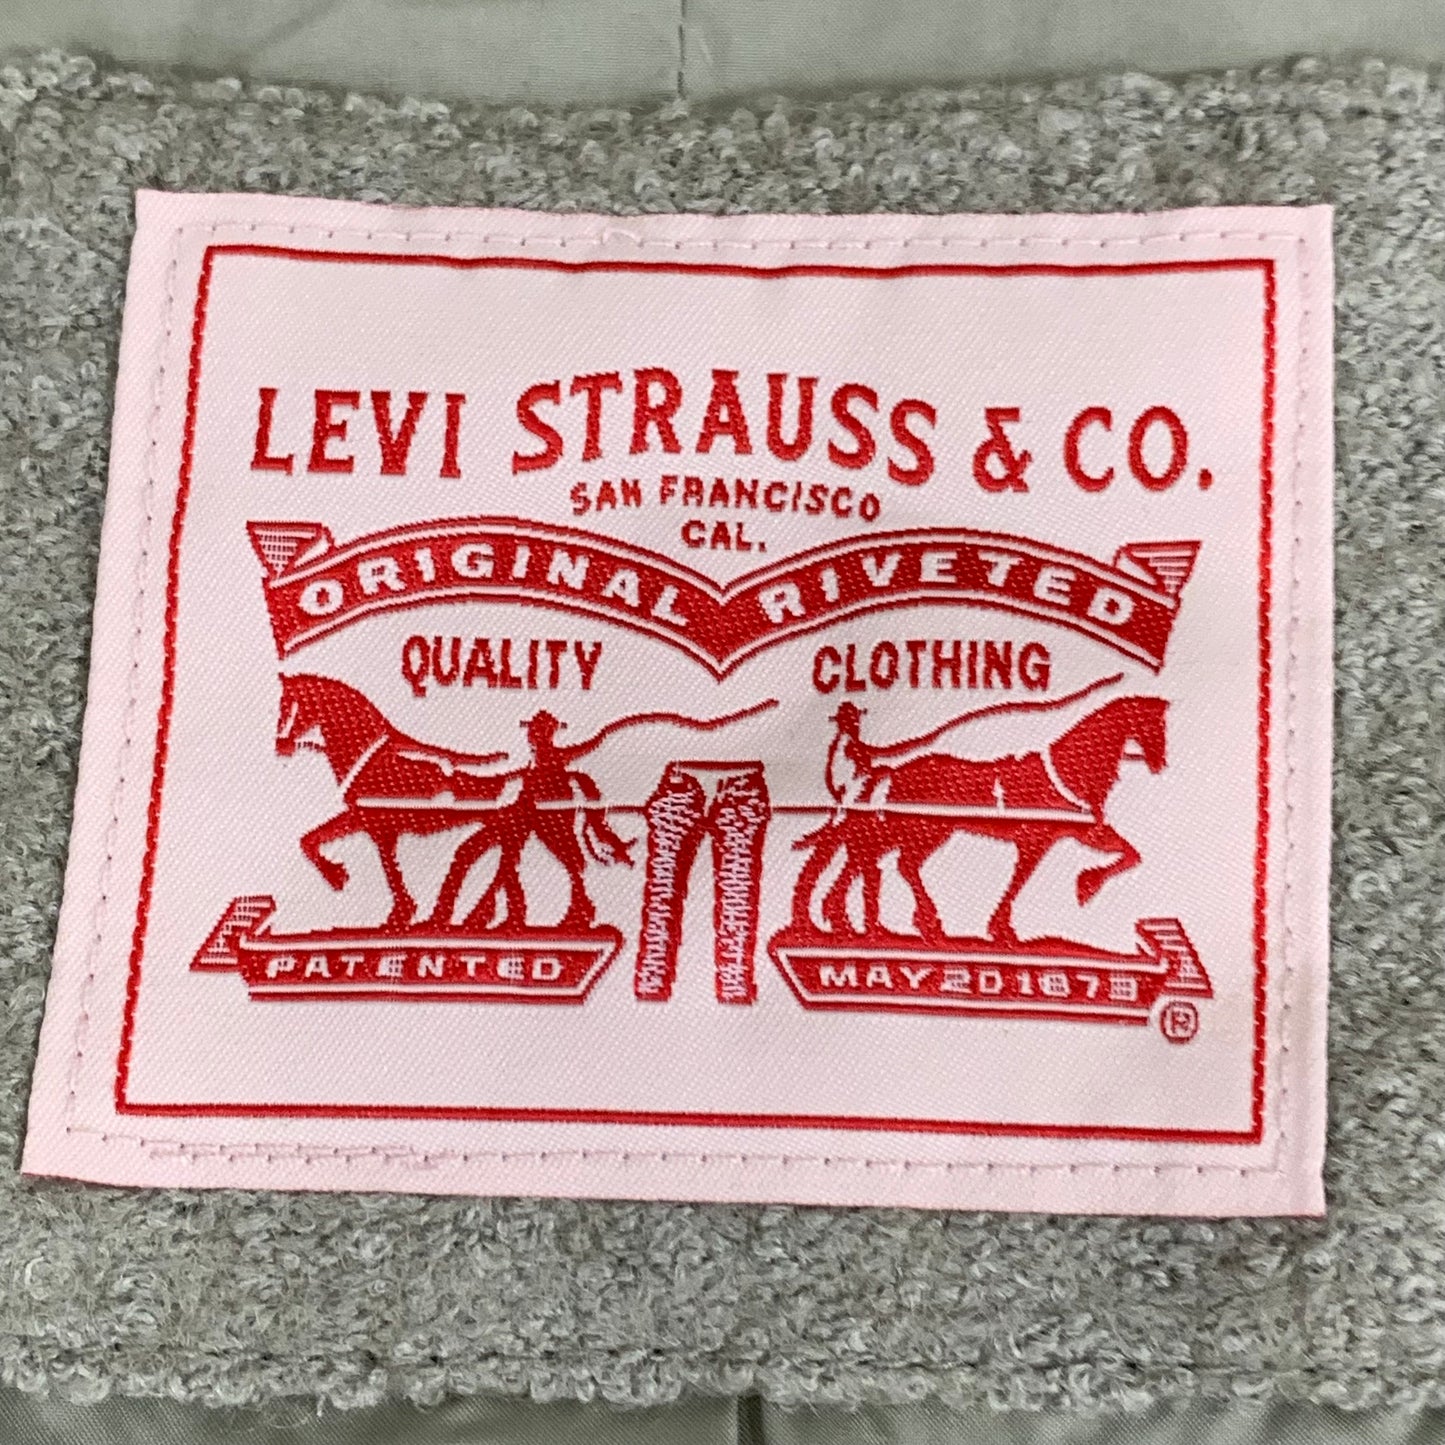 LEVI STRAUSS & CO.
SAN FRANCISCO
CAL.
ORIGINAL RIVETED
QUALITY CLOTHING
PATENTED MAY 20 1873
®